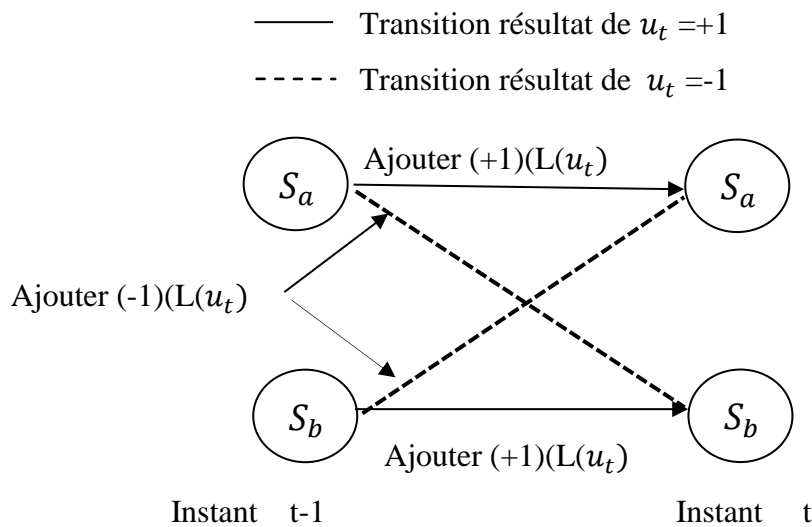 Transition résultat de u_t =+1
Transition résultat de u_t =-1
Ajouter (+1)(L(u_t)
S_a
S_a
Ajouter (-1)(L(u_t)
S_b
S_b
Ajouter (+1)(L(u_t)
Instant t-1
Instant t